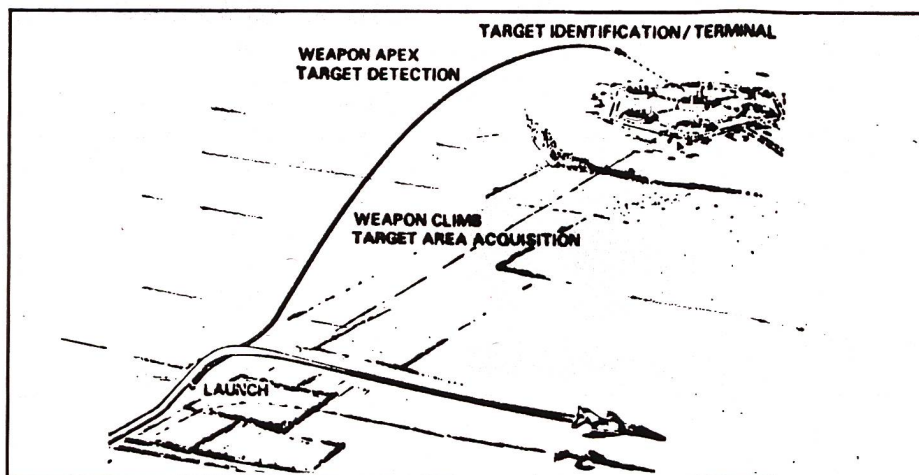 TARGET IDENTIFICATION/TERMINAL
WEAPON APEX
TARGET DETECTION
WEAPON CLIMB
TARGET AREA ACQUISITION
LAUNCH